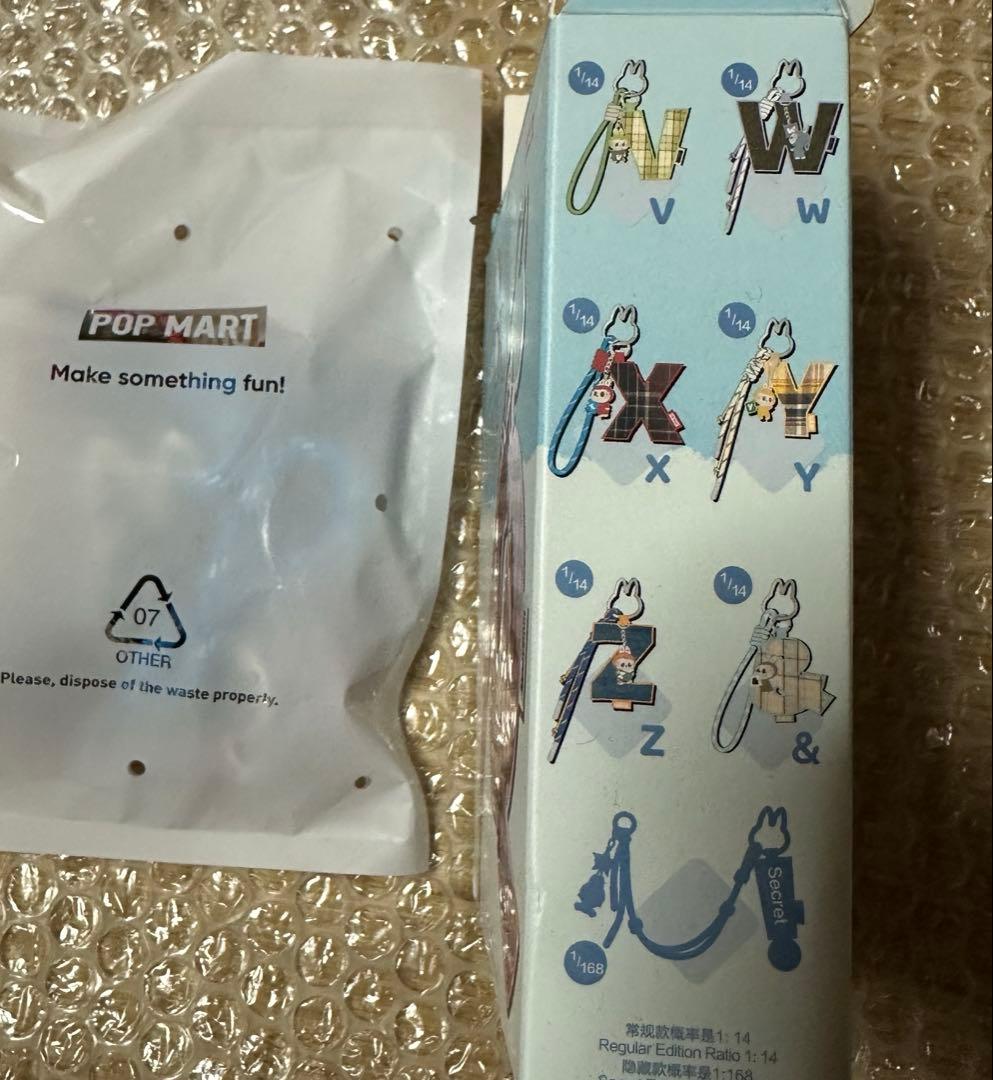 POP MART
Make something fun!
07
OTHER
Please, dispose of the waste properly.
1/14
V
1/14
W
1/14
X
1/14
Y
1/14
Z
1/14
&
Secret
1/168
常规款概率是1: 14
Regular Edition Ratio 1: 14
隐藏款概率是1:168